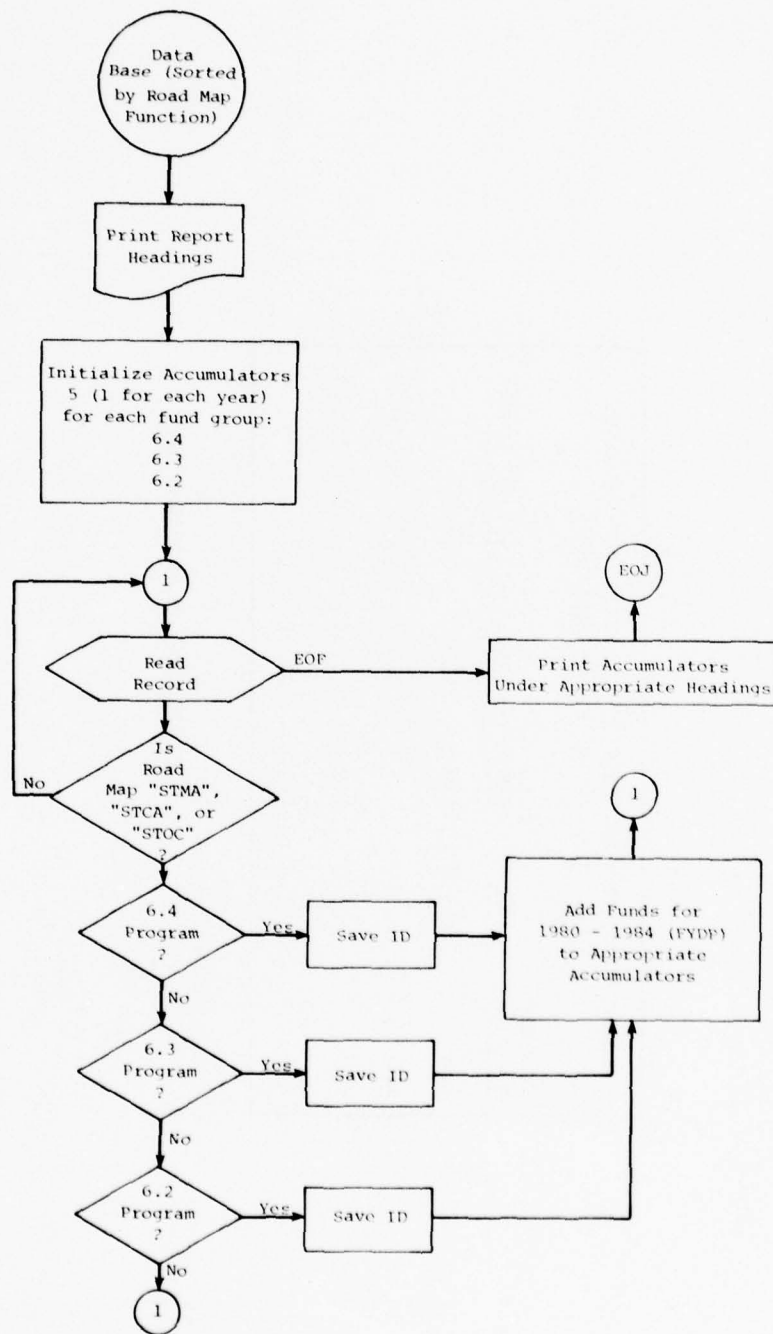 Data
Base (Sorted
by Road Map
Function)
Print Report
Headings
Initialize Accumulators
5 (1 for each year)
for each fund group:
6.4
6.3
6.2
1
EOJ
Read
Record
EOF
Print Accumulators
Under Appropriate Headings
Is
Road
Map "STMA",
"STCA", or
"STOC"
?
No
1
6.4
Program
?
Yes
Save ID
Add Funds for
1980 - 1984 (FYDP)
to Appropriate
Accumulators
No
6.3
Program
?
Yes
Save ID
No
6.2
Program
?
Yes
Save ID
No
1